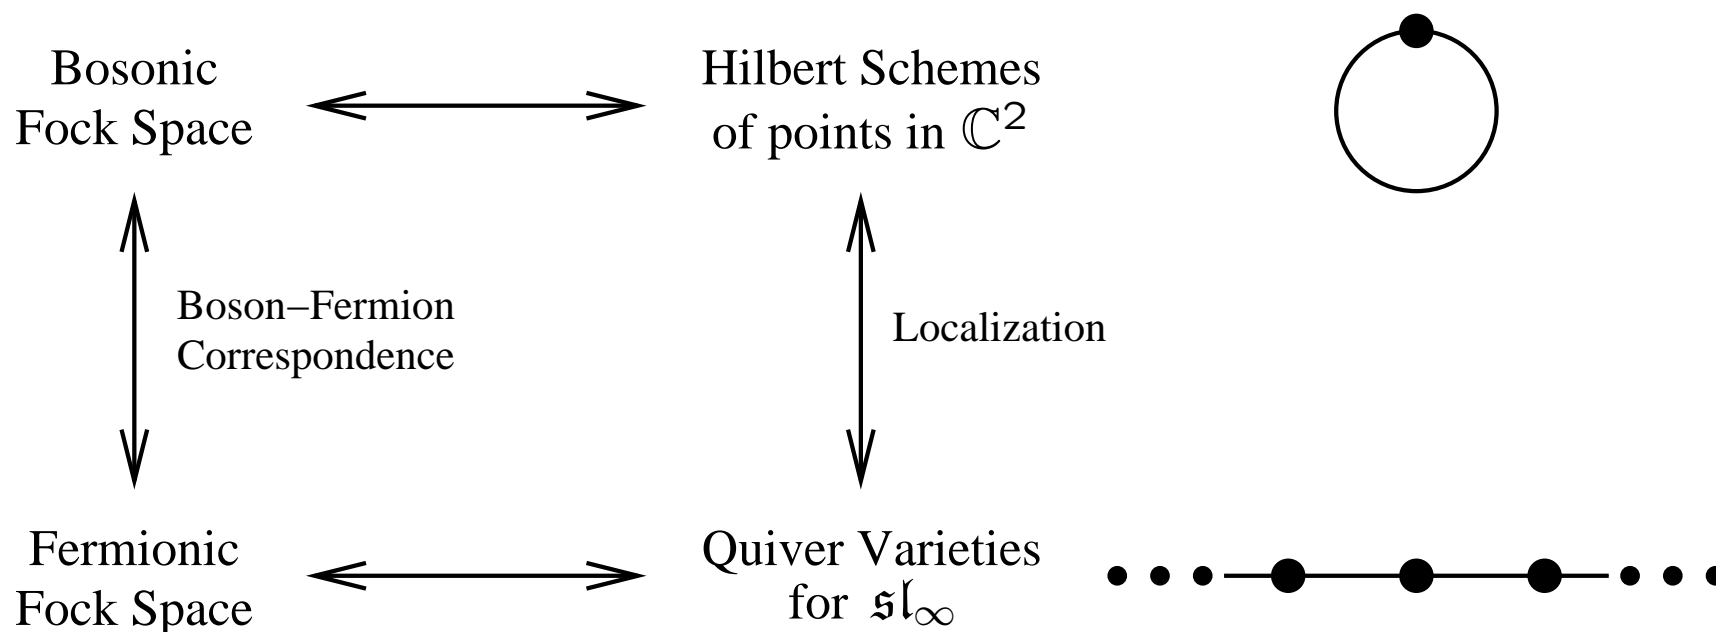 Bosonic
Fock Space
Hilbert Schemes
of points in ℂ²
Boson–Fermion
Correspondence
Localization
Fermionic
Fock Space
Quiver Varieties
for 𝔰𝔩∞